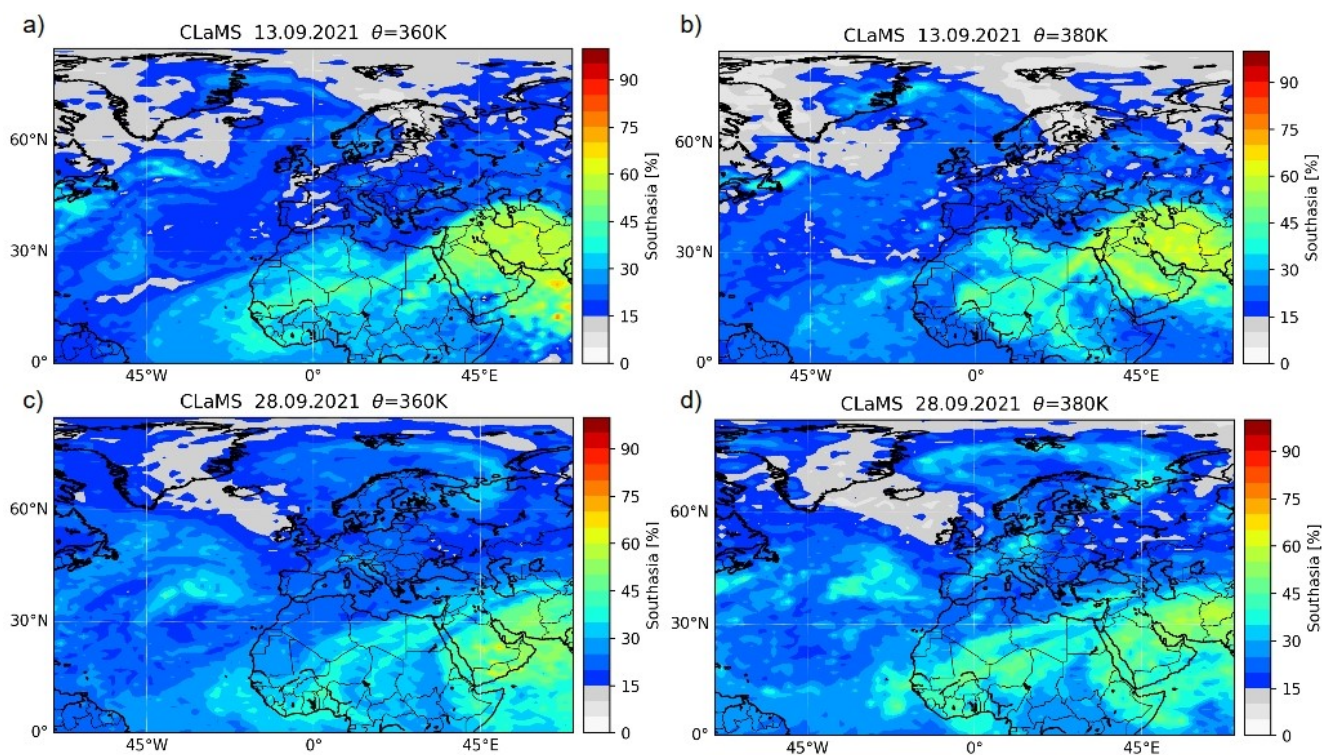 a)
CLaMS 13.09.2021 θ=360K
60°N
30°N
0°
45°W
0°
45°E
90
75
60
45
30
15
0
Southasia [%]
b)
CLaMS 13.09.2021 θ=380K
60°N
30°N
0°
45°W
0°
45°E
90
75
60
45
30
15
0
Southasia [%]
c)
CLaMS 28.09.2021 θ=360K
60°N
30°N
0°
45°W
0°
45°E
90
75
60
45
30
15
0
Southasia [%]
d)
CLaMS 28.09.2021 θ=380K
60°N
30°N
0°
45°W
0°
45°E
90
75
60
45
30
15
0
Southasia [%]